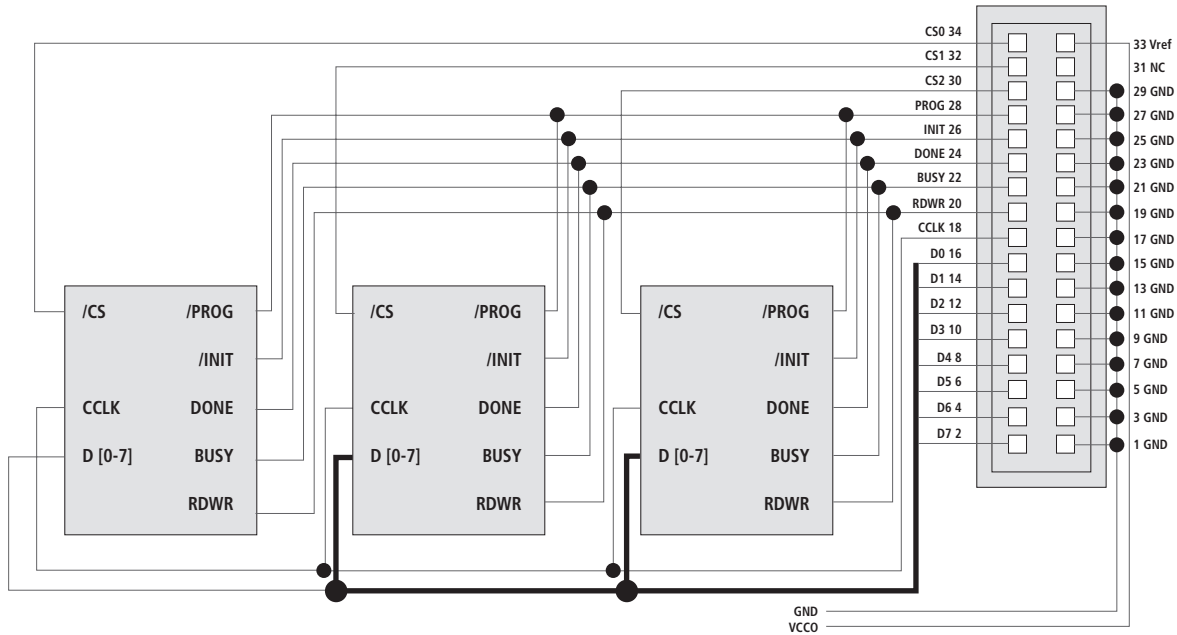 CS0 34
33 Vref
CS1 32
31 NC
CS2 30
29 GND
PROG 28
27 GND
INIT 26
25 GND
DONE 24
23 GND
BUSY 22
21 GND
RDWR 20
19 GND
CCLK 18
17 GND
D0 16
15 GND
D1 14
13 GND
D2 12
11 GND
D3 10
9 GND
D4 8
7 GND
D5 6
5 GND
D6 4
3 GND
D7 2
1 GND
/CS /PROG
/INIT
CCLK DONE
D [0-7] BUSY
RDWR
/CS /PROG
/INIT
CCLK DONE
D [0-7] BUSY
RDWR
/CS /PROG
/INIT
CCLK DONE
D [0-7] BUSY
RDWR
GND
VCCO